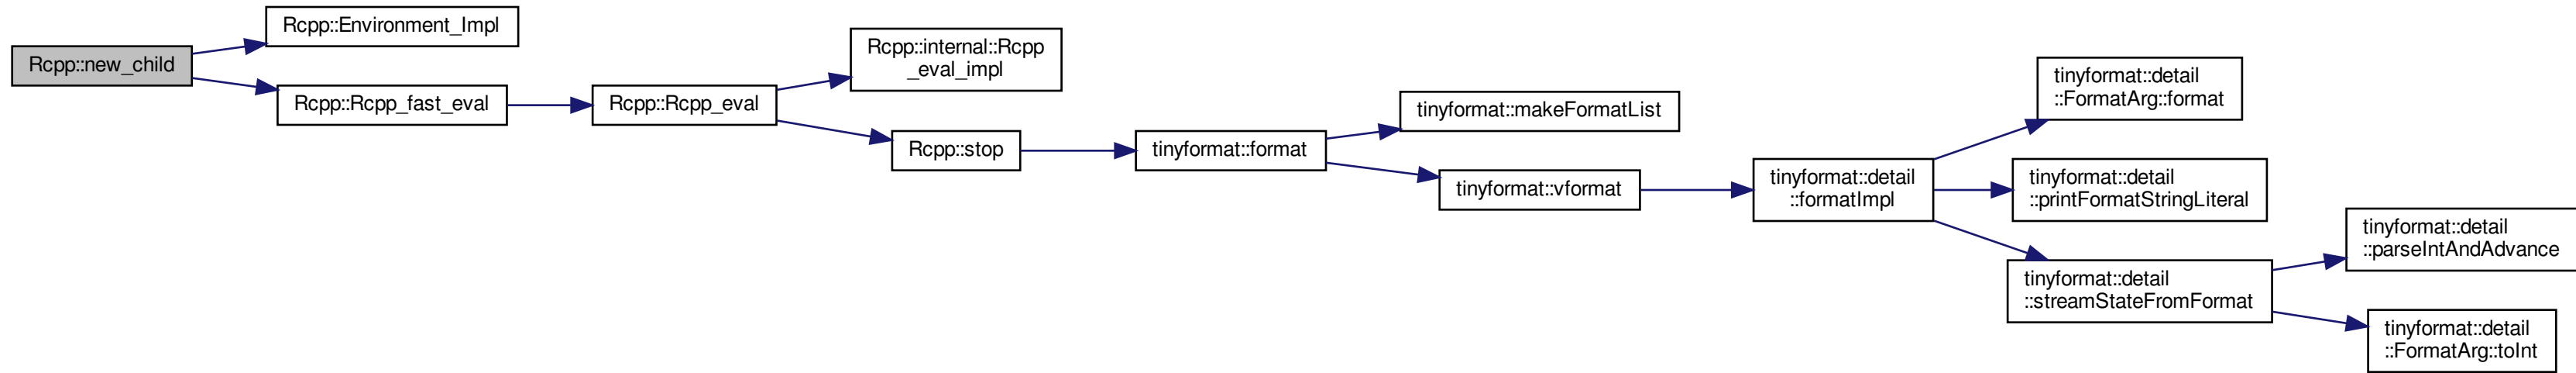 Rcpp::new_child
Rcpp::Environment_Impl
Rcpp::Rcpp_fast_eval
Rcpp::Rcpp_eval
Rcpp::internal::Rcpp
_eval_impl
Rcpp::stop
tinyformat::format
tinyformat::makeFormatList
tinyformat::vformat
tinyformat::detail
::formatImpl
tinyformat::detail
::FormatArg::format
tinyformat::detail
::printFormatStringLiteral
tinyformat::detail
::streamStateFromFormat
tinyformat::detail
::parseIntAndAdvance
tinyformat::detail
::FormatArg::toInt